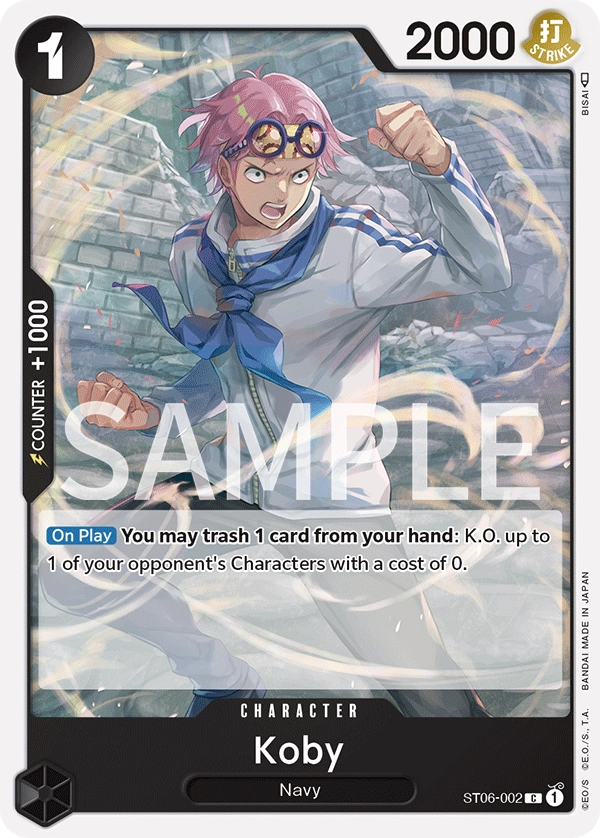 1
2000
打
STRIKE
BISAI
COUNTER +1000
SAMPLE
On Play You may trash 1 card from your hand: K.O. up to
1 of your opponent's Characters with a cost of 0.
CHARACTER
Koby
Navy
ST06-002 C 1
©EO/S ©E.O./S., T.A. BANDAI MADE IN JAPAN